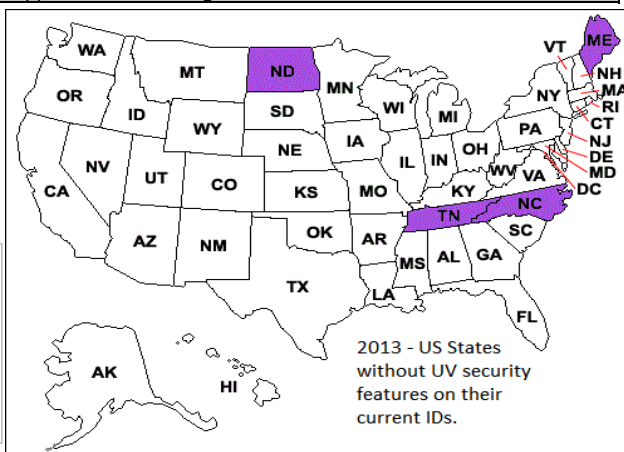 WA
MT
ND
MN
VT
ME
NH
MA
RI
CT
NJ
DE
MD
DC
OR
ID
SD
WI
MI
NY
WY
PA
IA
NE
OH
IL
IN
NV
UT
CO
WV
VA
CA
KS
MO
KY
NC
TN
AZ
NM
OK
AR
SC
MS
AL
GA
TX
LA
FL
AK
HI
2013 - US States
without UV security
features on their
current IDs.